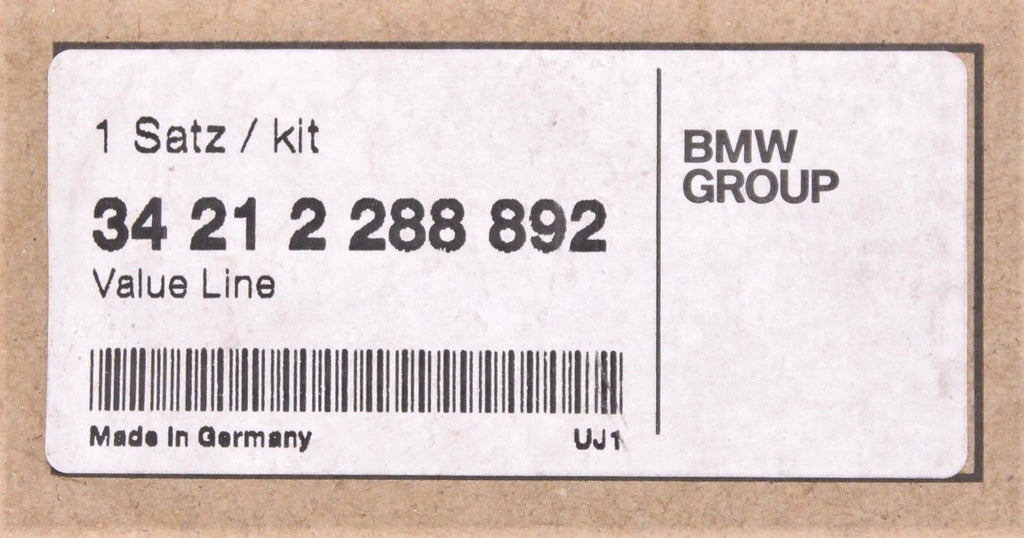 1 Satz / kit
34 21 2 288 892
Value Line
Made in Germany
UJ1
BMW
GROUP